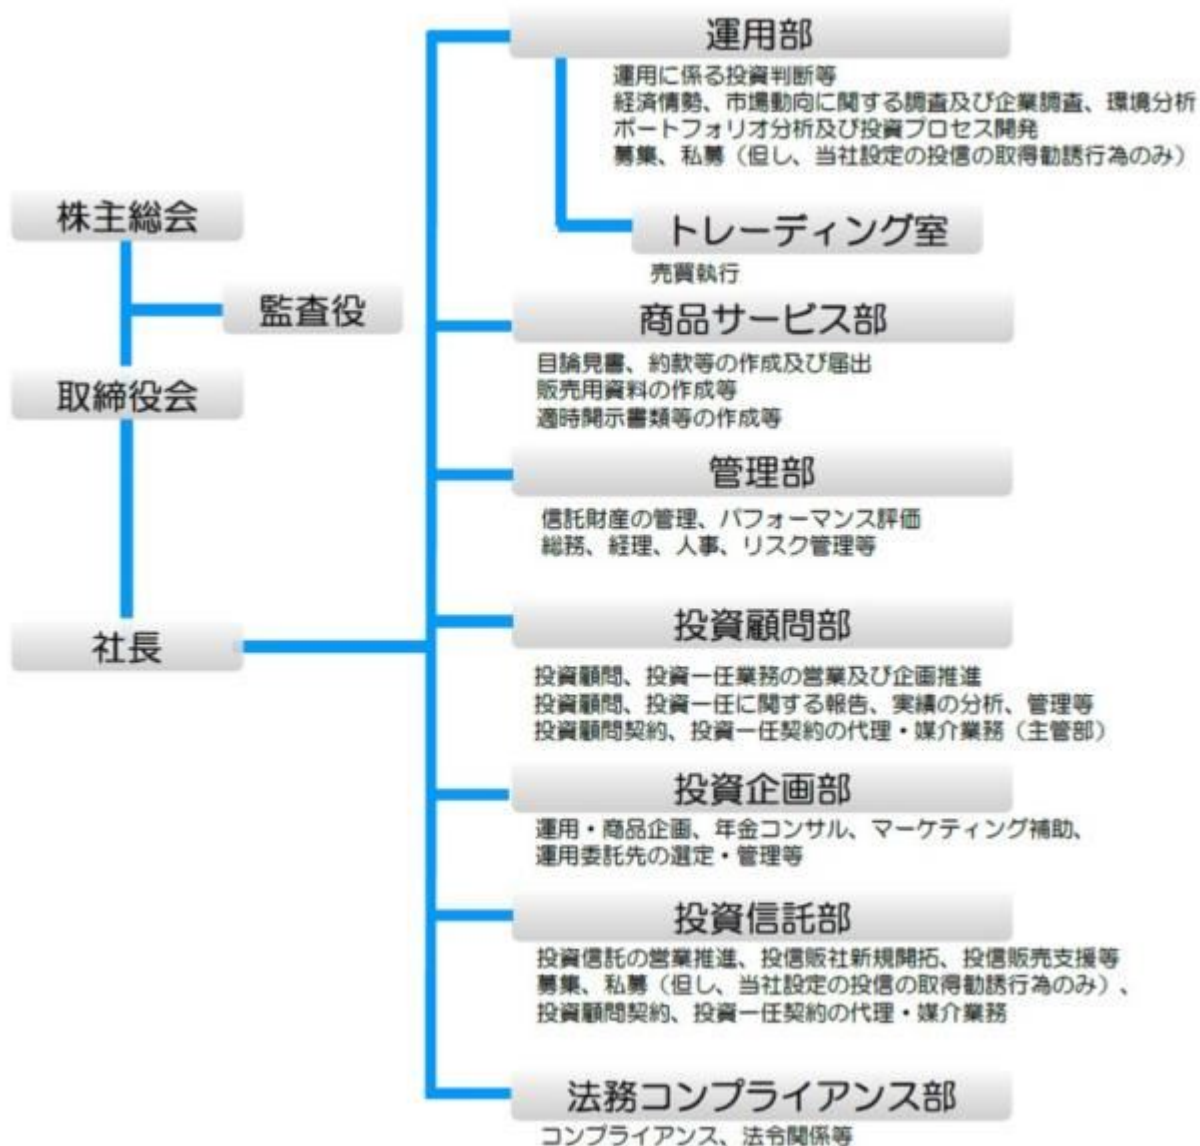 株主総会
監査役
取締役会
社長
運用部
運用に係る投資判断等
経済情勢、市場動向に関する調査及び企業調査、環境分析
ポートフォリオ分析及び投資プロセス開発
募集、私募（但し、当社設定の投信の取得勧誘行為のみ）
トレーディング室
売買執行
商品サービス部
目論見書、約款等の作成及び届出
販売用資料の作成等
適時開示書類等の作成等
管理部
信託財産の管理、パフォーマンス評価
総務、経理、人事、リスク管理等
投資顧問部
投資顧問、投資一任業務の営業及び企画推進
投資顧問、投資一任に関する報告、実績の分析、管理等
投資顧問契約、投資一任契約の代理・媒介業務（主管部）
投資企画部
運用・商品企画、年金コンサル、マーケティング補助、
運用委託先の選定・管理等
投資信託部
投資信託の営業推進、投信販社新規開拓、投信販売支援等
募集、私募（但し、当社設定の投信の取得勧誘行為のみ）、
投資顧問契約、投資一任契約の代理・媒介業務
法務コンプライアンス部
コンプライアンス、法令関係等